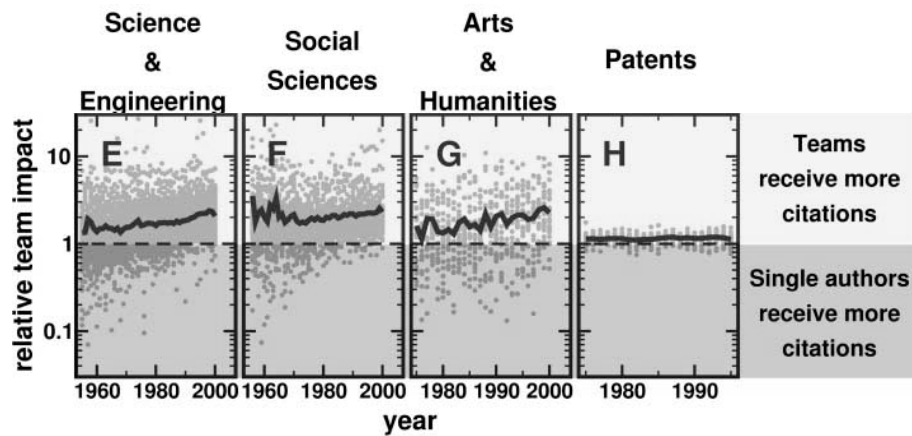 Science
&
Engineering
Social
Sciences
Arts
&
Humanities
Patents
relative team impact
10
1
0.1
E
F
G
H
1960 1980 2000
1960 1980 2000
1980 1990 2000
1980 1990
year
Teams
receive more
citations
Single authors
receive more
citations